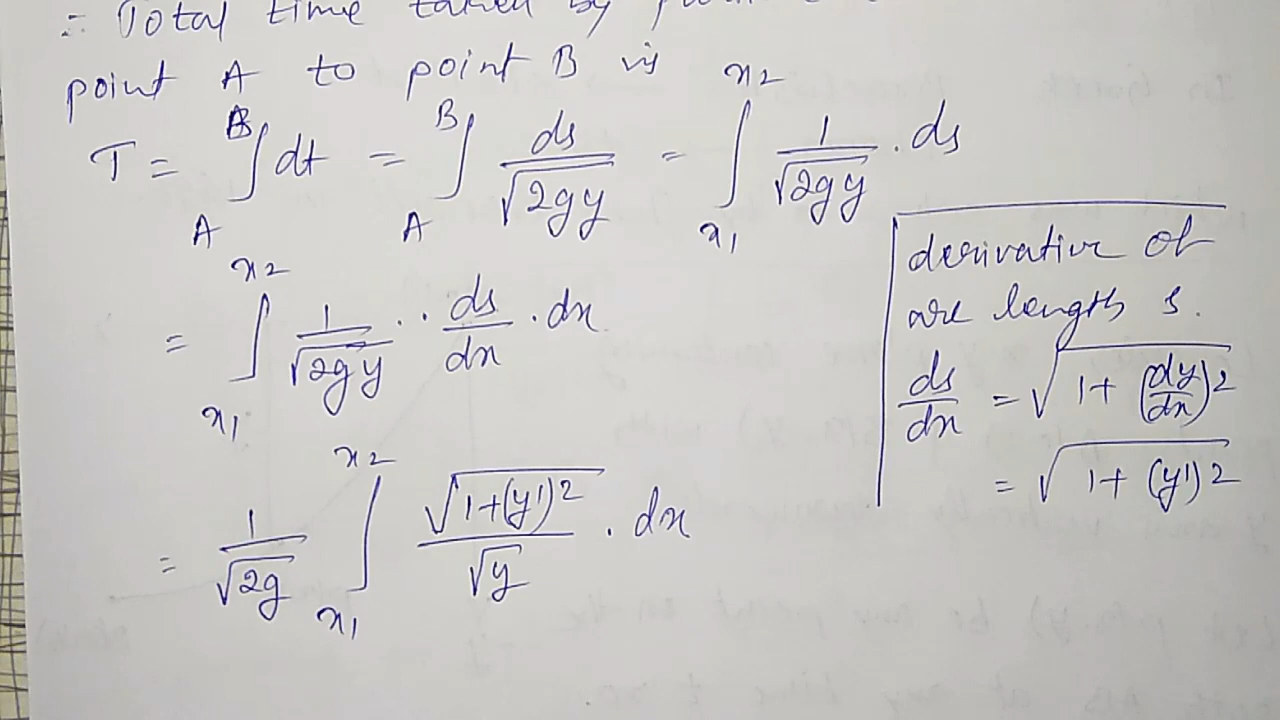 ∴ Total time taken by
point A to point B is
T = ∫_A^B dt = ∫_A^B ds/√(2gy) = ∫_{x1}^{x2} 1/√(2gy) . ds
= ∫_{x1}^{x2} 1/√(2gy) . . ds/dx . dx
= 1/√(2g) ∫_{x1}^{x2} √(1+(y')2)/√y . dx
derivative of
arc length s.
ds/dx = √(1+ (dy/dx)2)
= √(1+ (y')2)